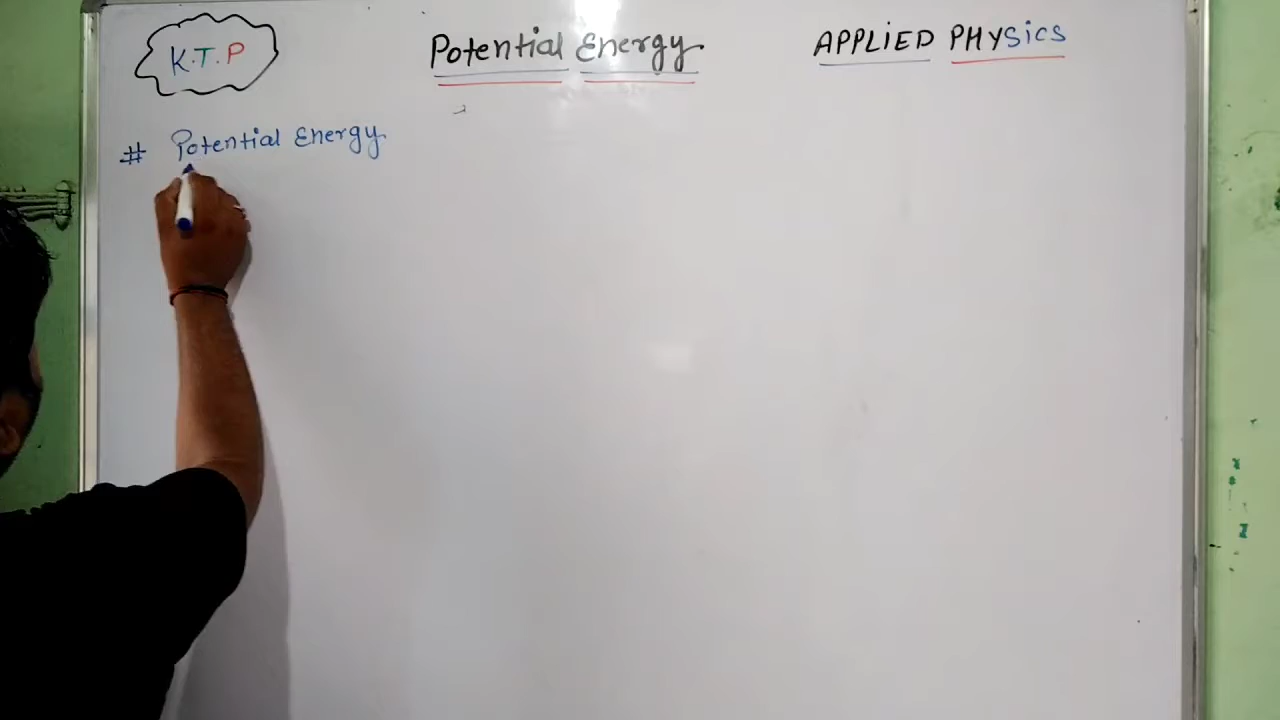 K.T.P
Potential Energy
APPLIED PHYSICS
# Potential Energy